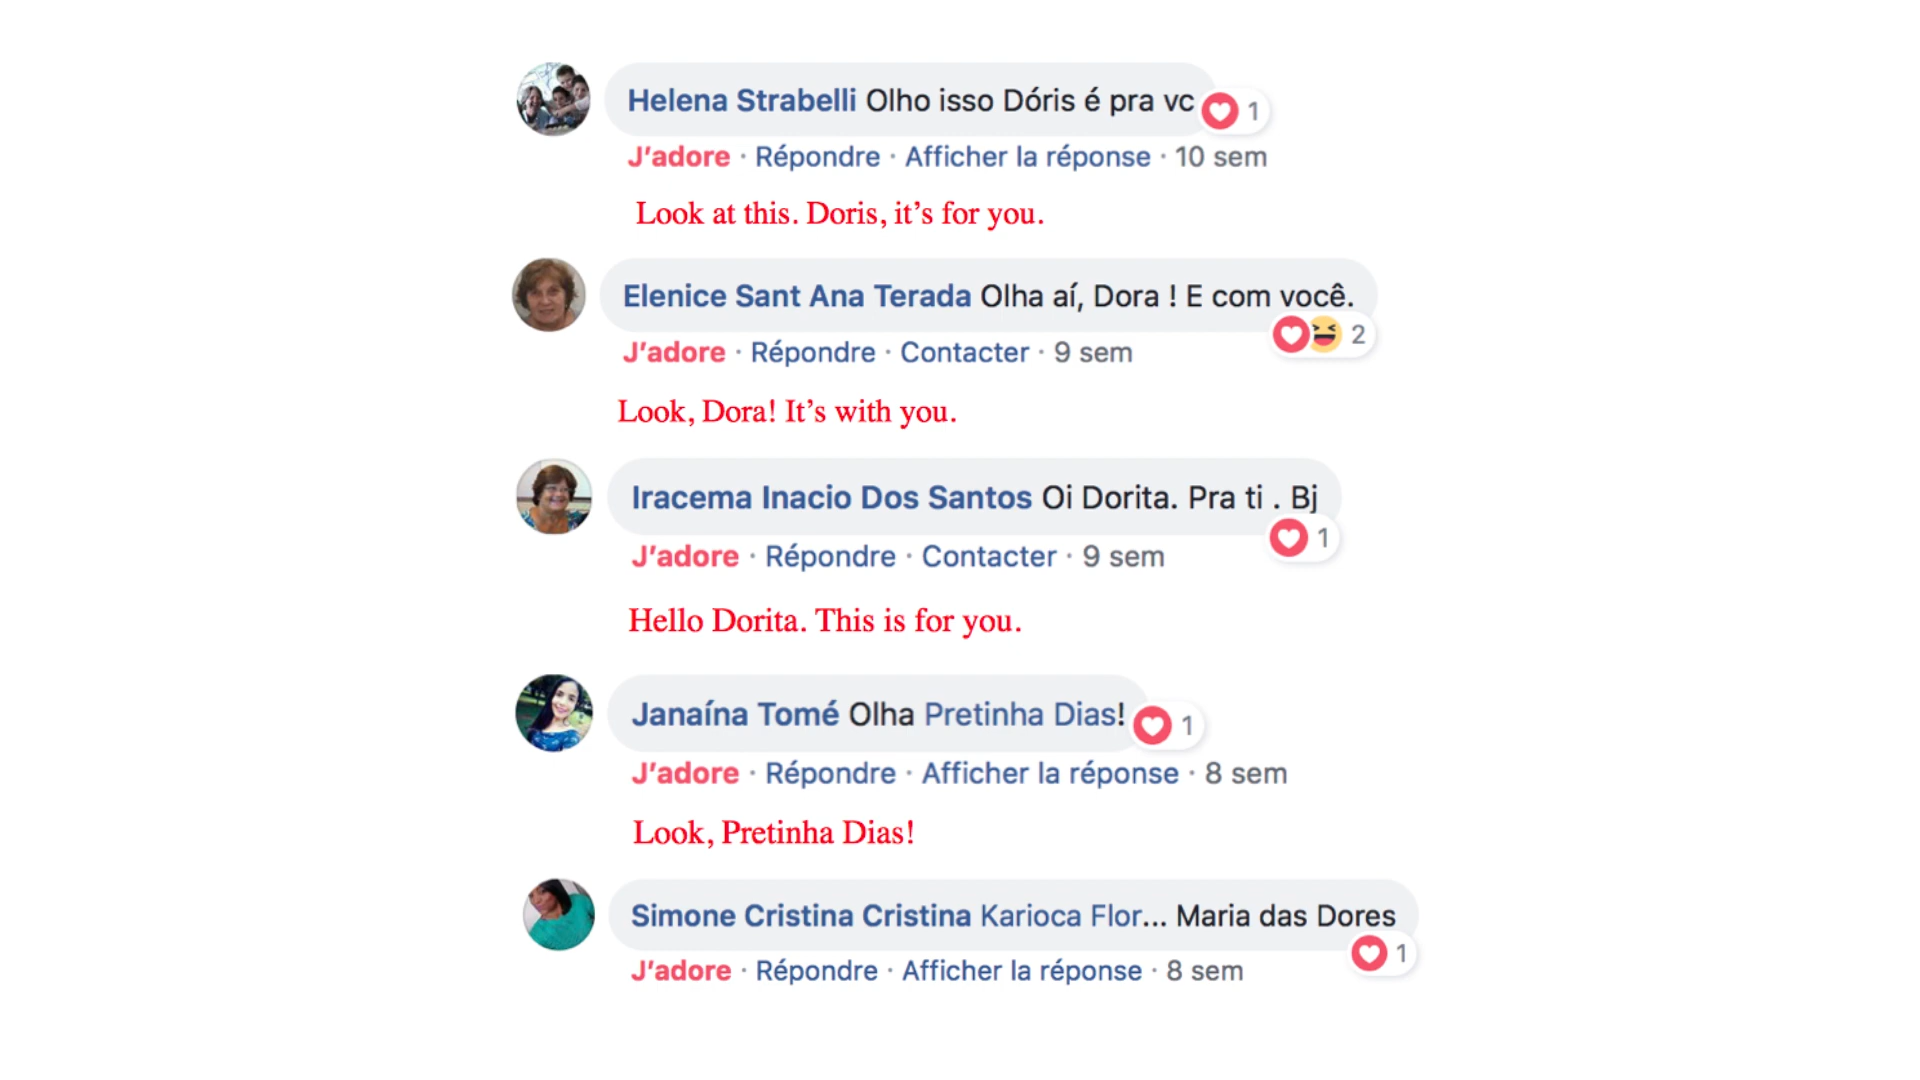 Helena Strabelli Olho isso Dóris é pra vc
1
J'adore · Répondre · Afficher la réponse · 10 sem
Look at this. Doris, it's for you.
Elenice Sant Ana Terada Olha aí, Dora ! E com você.
2
J'adore · Répondre · Contacter · 9 sem
Look, Dora! It's with you.
Iracema Inacio Dos Santos Oi Dorita. Pra ti . Bj
1
J'adore · Répondre · Contacter · 9 sem
Hello Dorita. This is for you.
Janaína Tomé Olha Pretinha Dias!
1
J'adore · Répondre · Afficher la réponse · 8 sem
Look, Pretinha Dias!
Simone Cristina Cristina Karioca Flor... Maria das Dores
1
J'adore · Répondre · Afficher la réponse · 8 sem